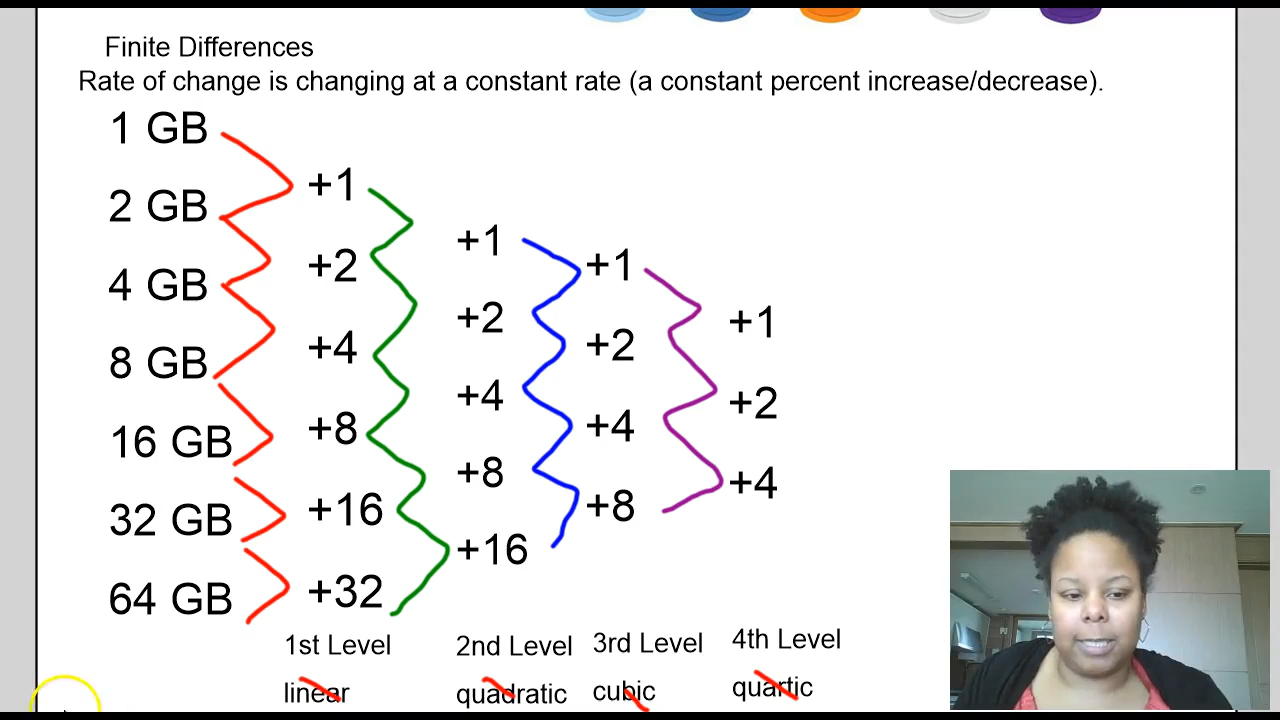 Finite Differences
Rate of change is changing at a constant rate (a constant percent increase/decrease).
1 GB
2 GB
4 GB
8 GB
16 GB
32 GB
64 GB
+1
+2
+4
+8
+16
+32
1st Level
linear
+1
+2
+4
+8
+16
2nd Level
quadratic
+1
+2
+4
+8
3rd Level
cubic
+1
+2
+4
4th Level
quartic